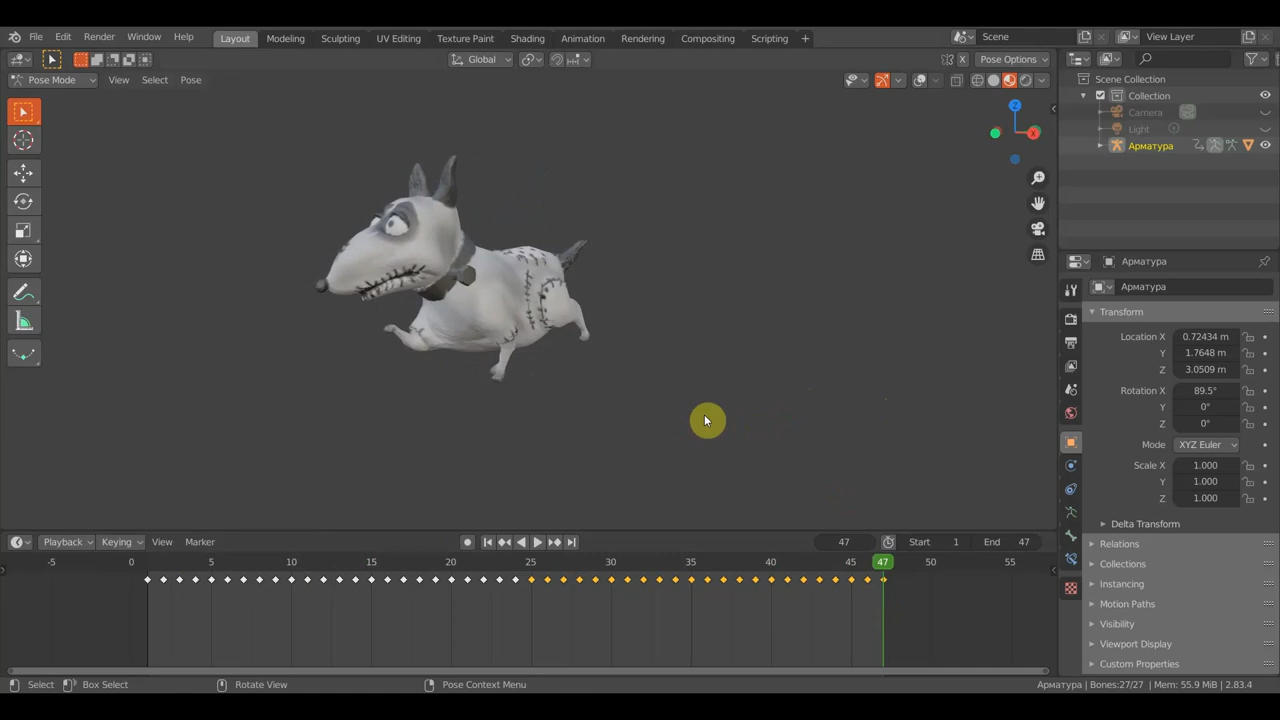 File Edit Render Window Help Layout Modeling Sculpting UV Editing Texture Paint Shading Animation Rendering Compositing Scripting + Scene View Layer
Global X Pose Options
Pose Mode View Select Pose
Scene Collection
Collection
Camera
Light
Арматура
Z
X
Арматура
Арматура
Transform
Location X 0.72434 m
Y 1.7648 m
Z 3.0509 m
Rotation X 89.5°
Y 0°
Z 0°
Mode XYZ Euler
Scale X 1.000
Y 1.000
Z 1.000
Delta Transform
Relations
Collections
Instancing
Motion Paths
Visibility
Viewport Display
Custom Properties
Playback Keying View Marker 47 Start 1 End 47
-5 0 5 10 15 20 25 30 35 40 45 47 50 55
Select Box Select Rotate View Pose Context Menu Арматура | Bones:27/27 | Mem: 55.9 MiB | 2.83.4